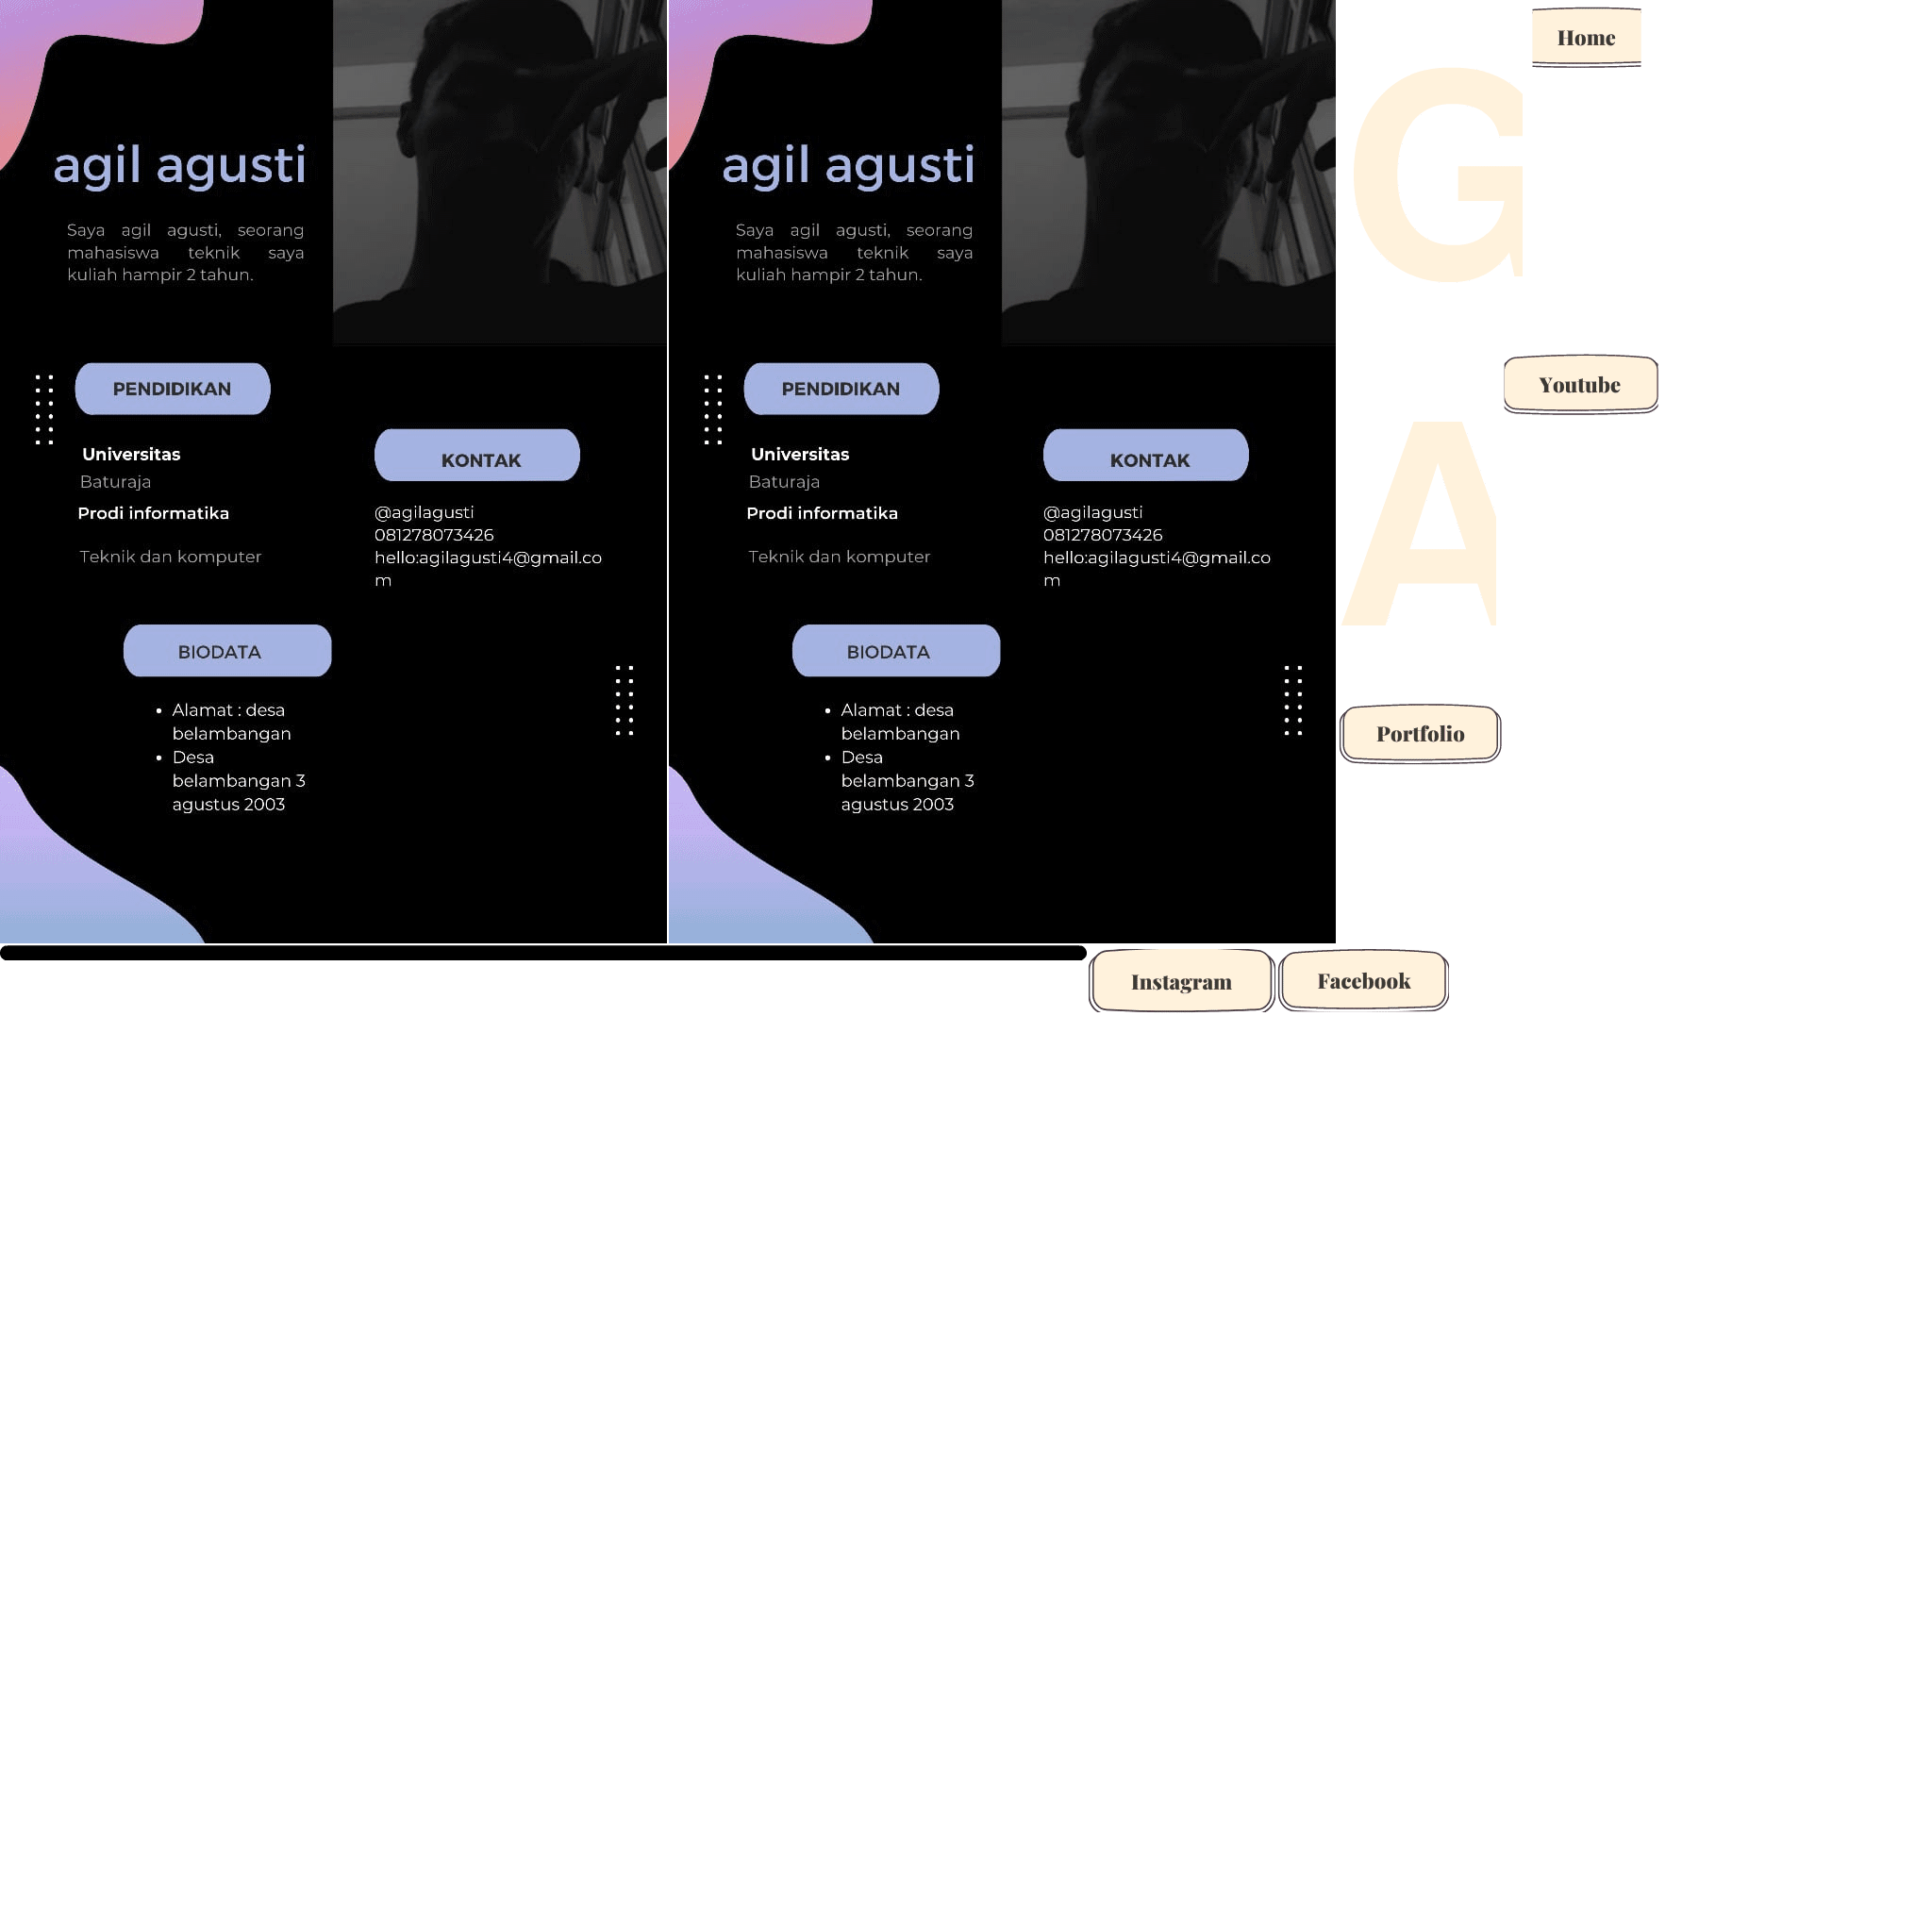 agil agusti
Saya agil agusti, seorang
mahasiswa teknik saya
kuliah hampir 2 tahun.
PENDIDIKAN
Universitas
Baturaja
Prodi informatika
Teknik dan komputer
KONTAK
@agilagusti
081278073426
hello:agilagusti4@gmail.co
m
BIODATA
Alamat : desa
belambangan
Desa
belambangan 3
agustus 2003
agil agusti
Saya agil agusti, seorang
mahasiswa teknik saya
kuliah hampir 2 tahun.
PENDIDIKAN
Universitas
Baturaja
Prodi informatika
Teknik dan komputer
KONTAK
@agilagusti
081278073426
hello:agilagusti4@gmail.co
m
BIODATA
Alamat : desa
belambangan
Desa
belambangan 3
agustus 2003
Home
G
Youtube
A
Portfolio
Instagram
Facebook